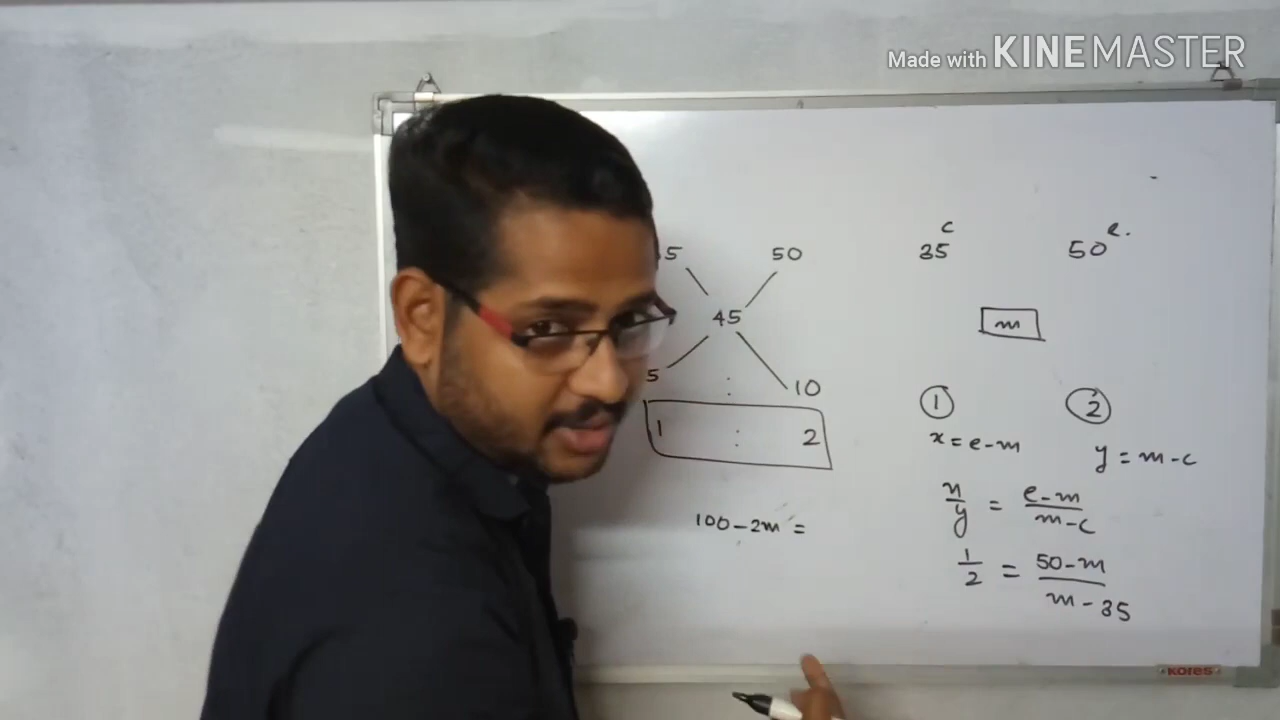 Made with KINEMASTER
c e.
50 35 50
45 m
5 : 10 1 2
1 : 2 x = e-m y = m-c
x/y = e-m/m-c
100-2m = 1/2 = 50-m/m-35
kores